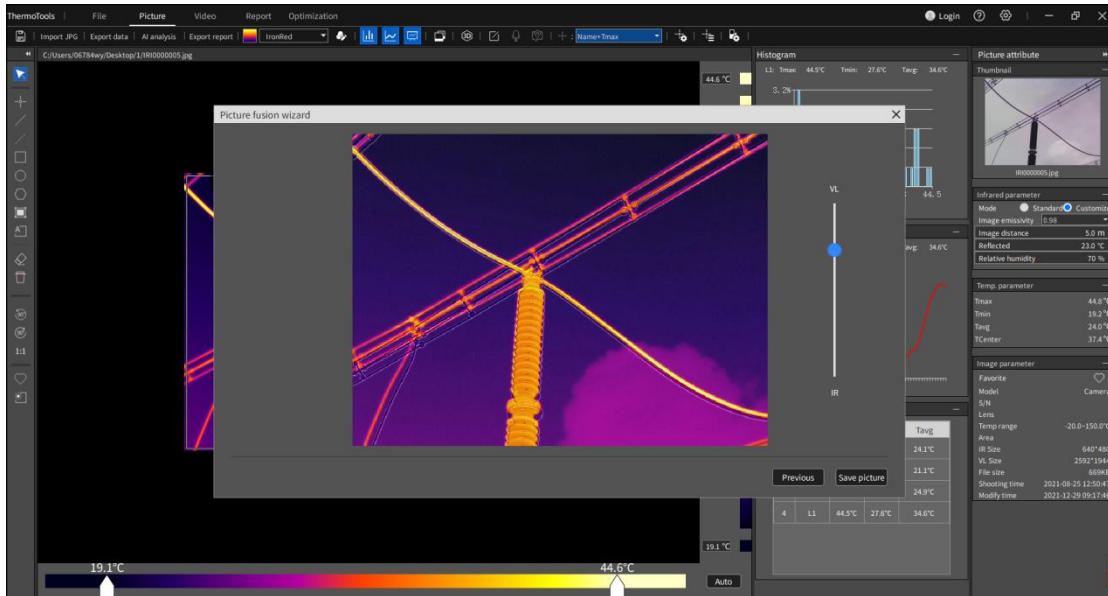 ThermoTools File Picture Video Report Optimization Login
Import JPG Export data AI analysis Export report IronRed + : Name+Tmax
C:/Users/06784wy/Desktop/1/IRI0000005.jpg
Histogram
L1: Tmax: 44.5°C Tmin: 27.6°C Tavg: 34.6°C
3.2%
44.5
44.6 °C
Picture fusion wizard
VL
IR
Previous
Save picture
avg: 34.6°C
Tavg
24.1°C
21.1°C
24.9°C
4 L1 44.5°C 27.6°C 34.6°C
19.1 °C
19.1°C
44.6°C
Auto
1:1
Picture attribute
Thumbnail
IRI0000005.jpg
Infrared parameter
Mode Standard Customize
Image emissivity 0.98
Image distance 5.0 m
Reflected 23.0 °C
Relative humidity 70 %
Temp. parameter
Tmax 44.8 °C
Tmin 19.2 °C
Tavg 24.0 °C
TCenter 37.4 °C
Image parameter
Favorite
Model Camera
S/N
Lens
Temp range -20.0~150.0°C
Area
IR Size 640*480
VL Size 2592*1944
File size 669KB
Shooting time 2021-08-25 12:50:47
Modify time 2021-12-29 09:17:46